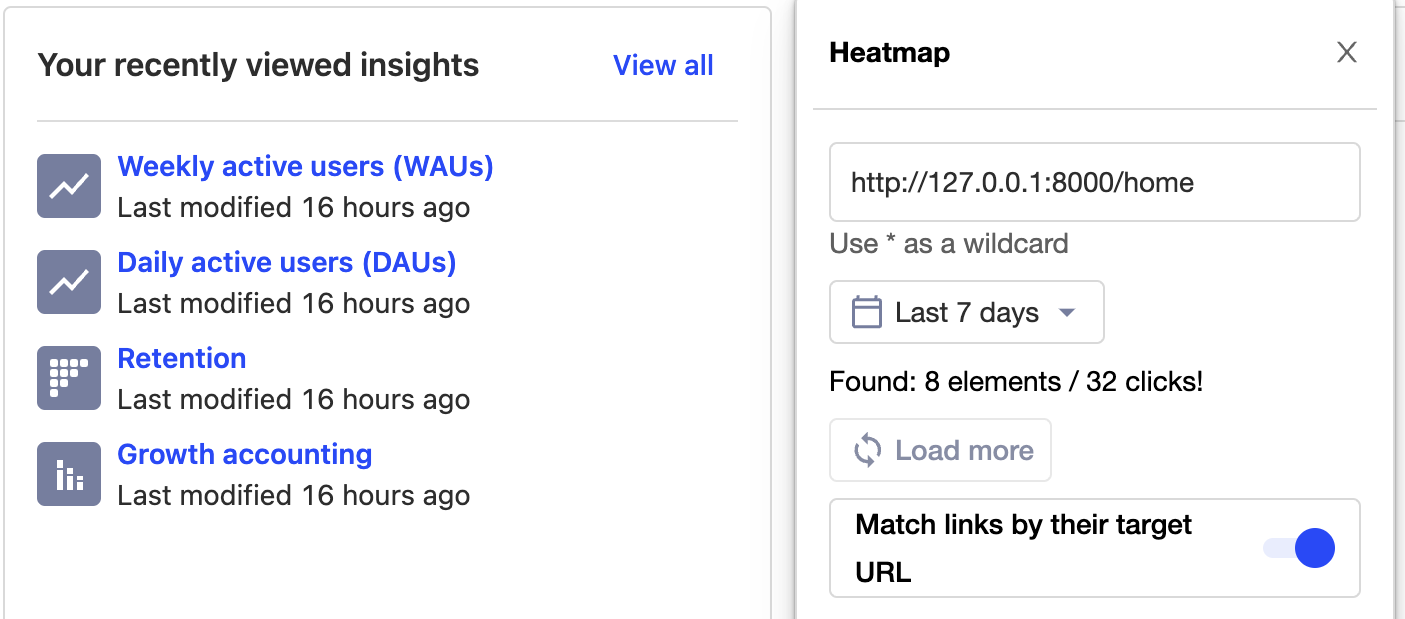 Your recently viewed insights
View all
Weekly active users (WAUs)
Last modified 16 hours ago
Daily active users (DAUs)
Last modified 16 hours ago
Retention
Last modified 16 hours ago
Growth accounting
Last modified 16 hours ago
Heatmap
http://127.0.0.1:8000/home
Use * as a wildcard
Last 7 days
Found: 8 elements / 32 clicks!
Load more
Match links by their target
URL